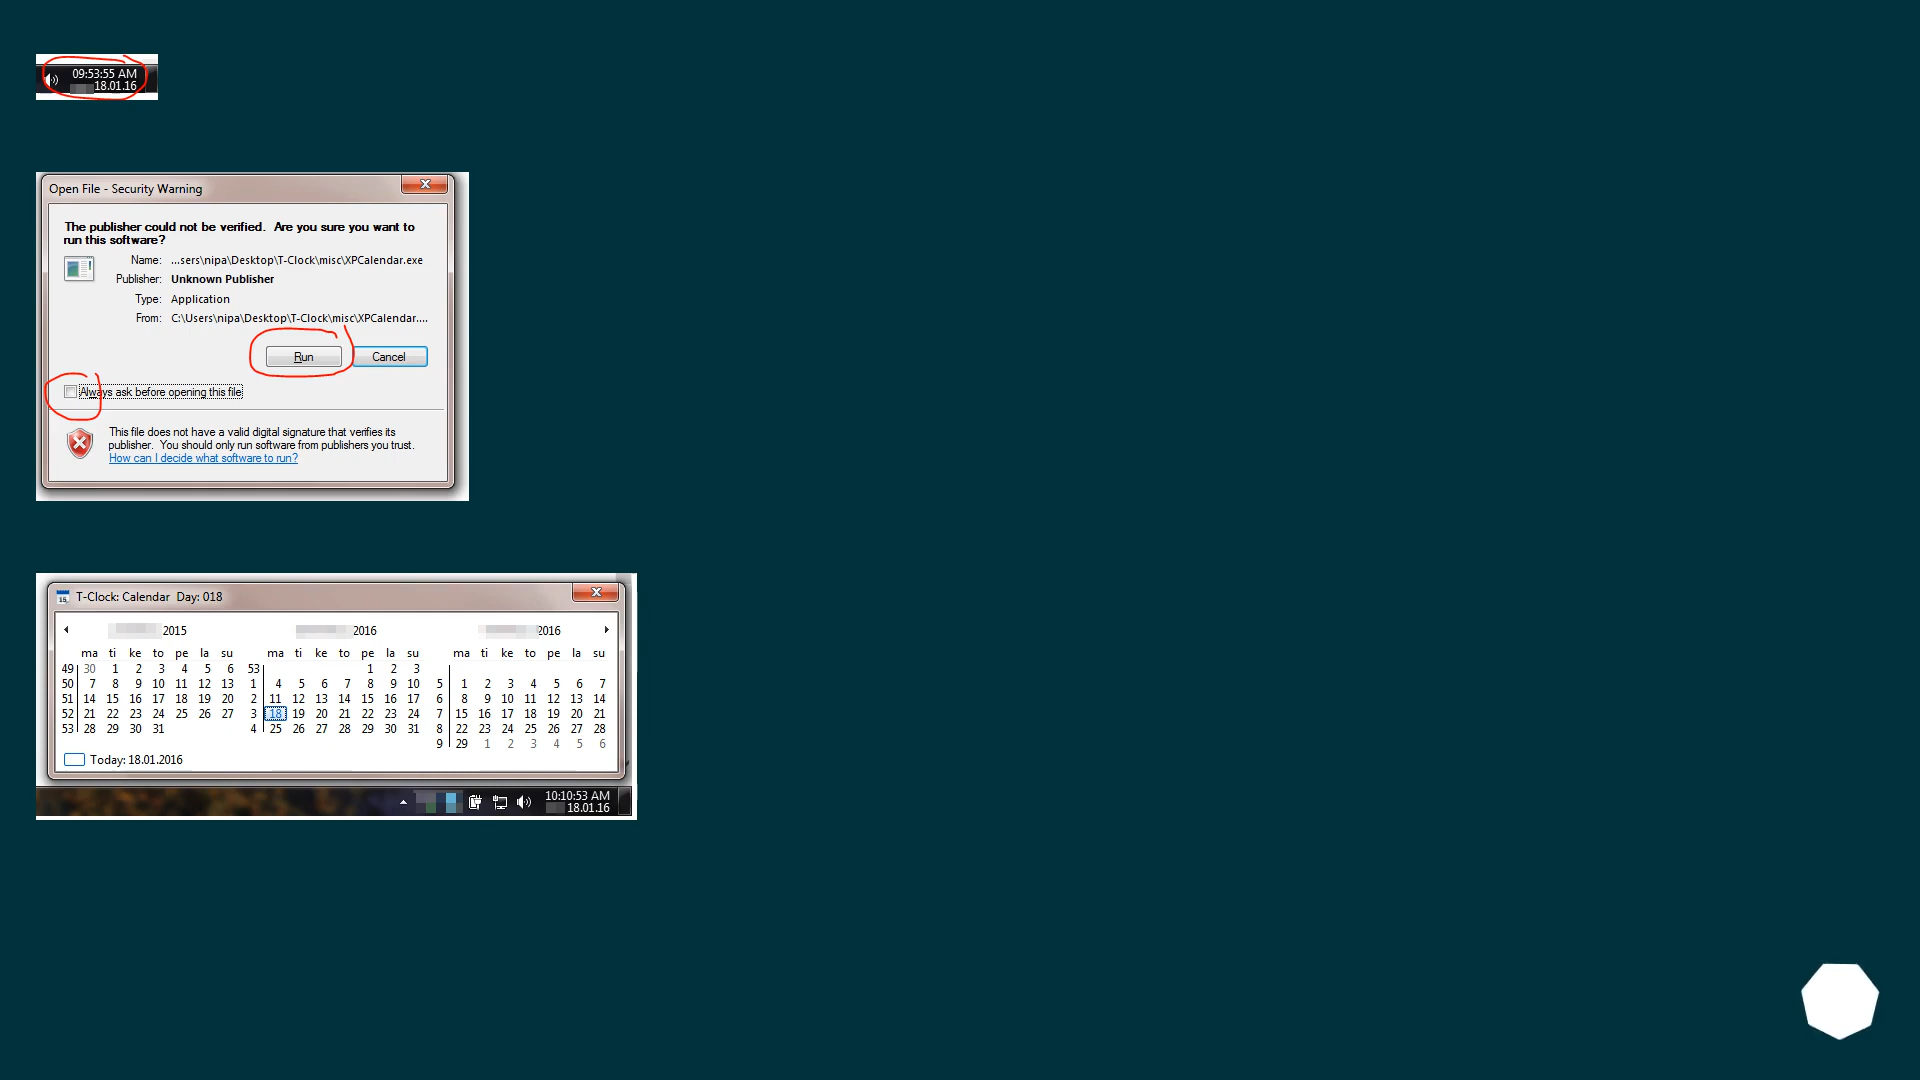 09:53:55 AM
18.01.16
Open File - Security Warning
The publisher could not be verified. Are you sure you want to
run this software?
Name: ...sers\nipa\Desktop\T-Clock\misc\XPCalendar.exe
Publisher: Unknown Publisher
Type: Application
From: C:\Users\nipa\Desktop\T-Clock\misc\XPCalendar....
Run Cancel
Always ask before opening this file
This file does not have a valid digital signature that verifies its
publisher. You should only run software from publishers you trust.
How can I decide what software to run?
T-Clock: Calendar Day: 018
2015 2016 2016
ma ti ke to pe la su ma ti ke to pe la su ma ti ke to pe la su
49 30 1 2 3 4 5 6 53 1 2 3
50 7 8 9 10 11 12 13 1 4 5 6 7 8 9 10 5 1 2 3 4 5 6 7
51 14 15 16 17 18 19 20 2 11 12 13 14 15 16 17 6 8 9 10 11 12 13 14
52 21 22 23 24 25 26 27 3 18 19 20 21 22 23 24 7 15 16 17 18 19 20 21
53 28 29 30 31 4 25 26 27 28 29 30 31 8 22 23 24 25 26 27 28
9 29 1 2 3 4 5 6
Today: 18.01.2016
10:10:53 AM
18.01.16